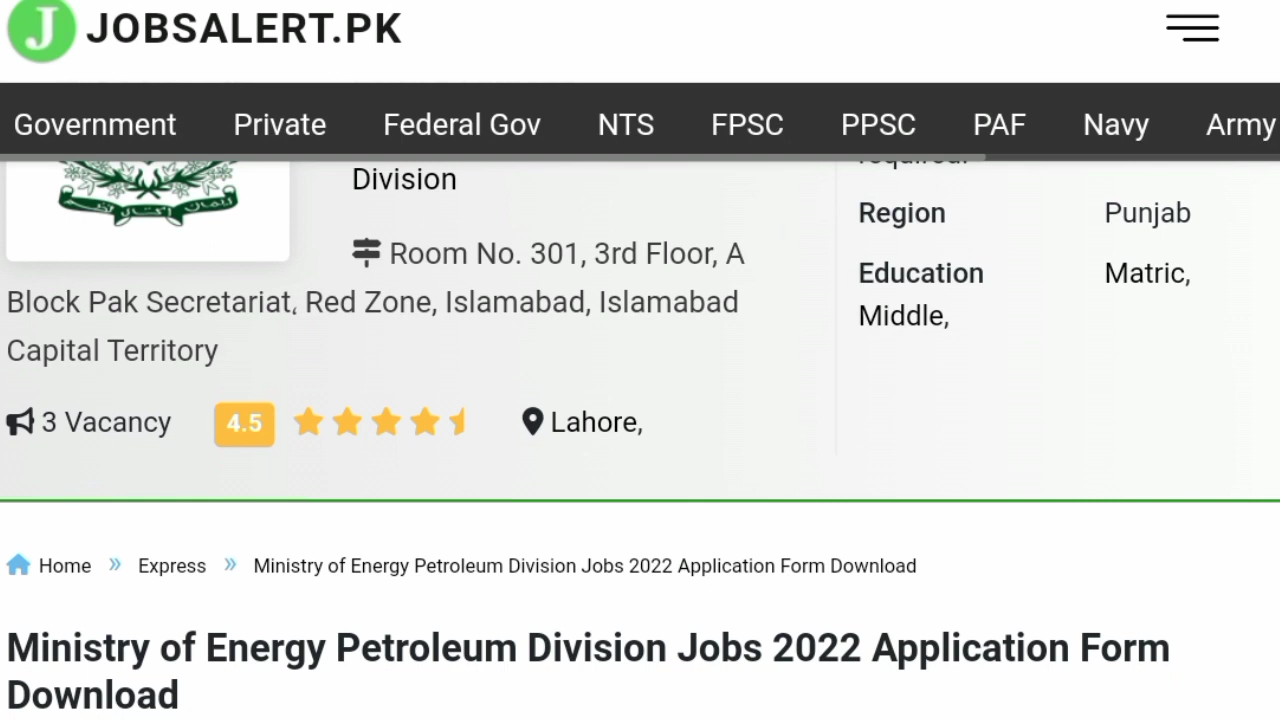 J JOBSALERT.PK
Government Private Federal Gov NTS FPSC PPSC PAF Navy Army
Division
Room No. 301, 3rd Floor, A
Block Pak Secretariat, Red Zone, Islamabad, Islamabad
Capital Territory
3 Vacancy 4.5 Lahore,
required.
Region Punjab
Education Matric,
Middle,
Home » Express » Ministry of Energy Petroleum Division Jobs 2022 Application Form Download
Ministry of Energy Petroleum Division Jobs 2022 Application Form
Download